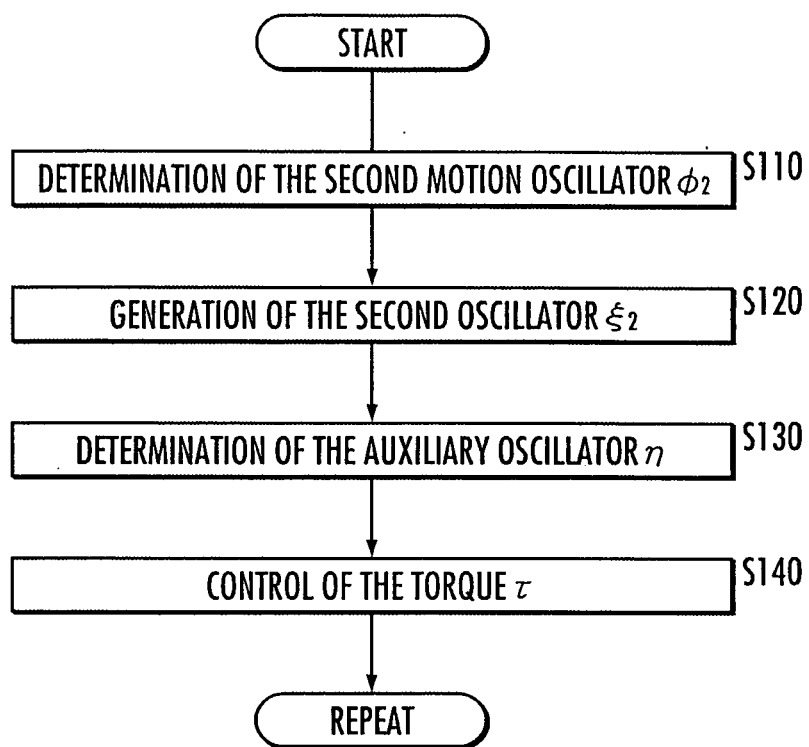 START
DETERMINATION OF THE SECOND MOTION OSCILLATOR ϕ2 S110
GENERATION OF THE SECOND OSCILLATOR ξ2 S120
DETERMINATION OF THE AUXILIARY OSCILLATOR η S130
CONTROL OF THE TORQUE τ S140
REPEAT